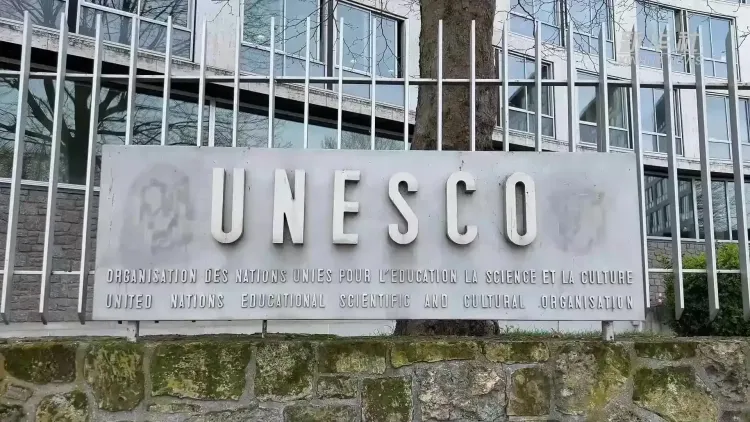 UNESCO
ORGANISATION DES NATIONS UNIES POUR L'EDUCATION LA SCIENCE ET LA CULTURE
UNITED NATIONS EDUCATIONAL SCIENTIFIC AND CULTURAL ORGANISATION